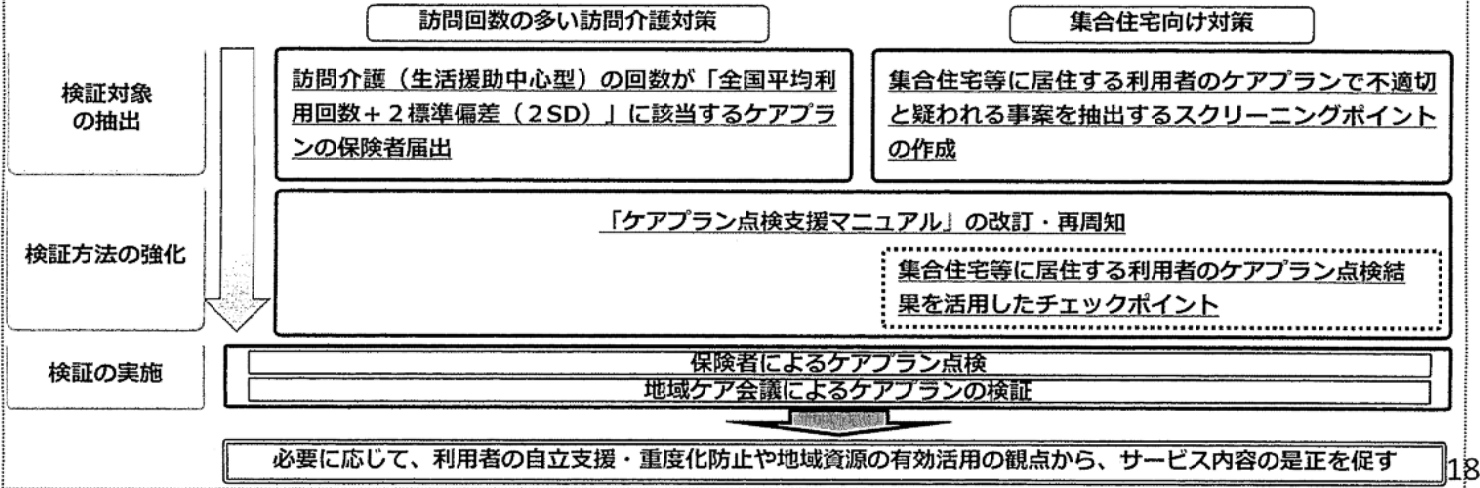 訪問回数の多い訪問介護対策
集合住宅向け対策
検証対象
の抽出
訪問介護（生活援助中心型）の回数が「全国平均利
用回数＋２標準偏差（２SD）」に該当するケアプラ
ンの保険者届出
集合住宅等に居住する利用者のケアプランで不適切
と疑われる事案を抽出するスクリーニングポイント
の作成
検証方法の強化
「ケアプラン点検支援マニュアル」の改訂・再周知
集合住宅等に居住する利用者のケアプラン点検結
果を活用したチェックポイント
検証の実施
保険者によるケアプラン点検
地域ケア会議によるケアプランの検証
必要に応じて、利用者の自立支援・重度化防止や地域資源の有効活用の観点から、サービス内容の是正を促す
18